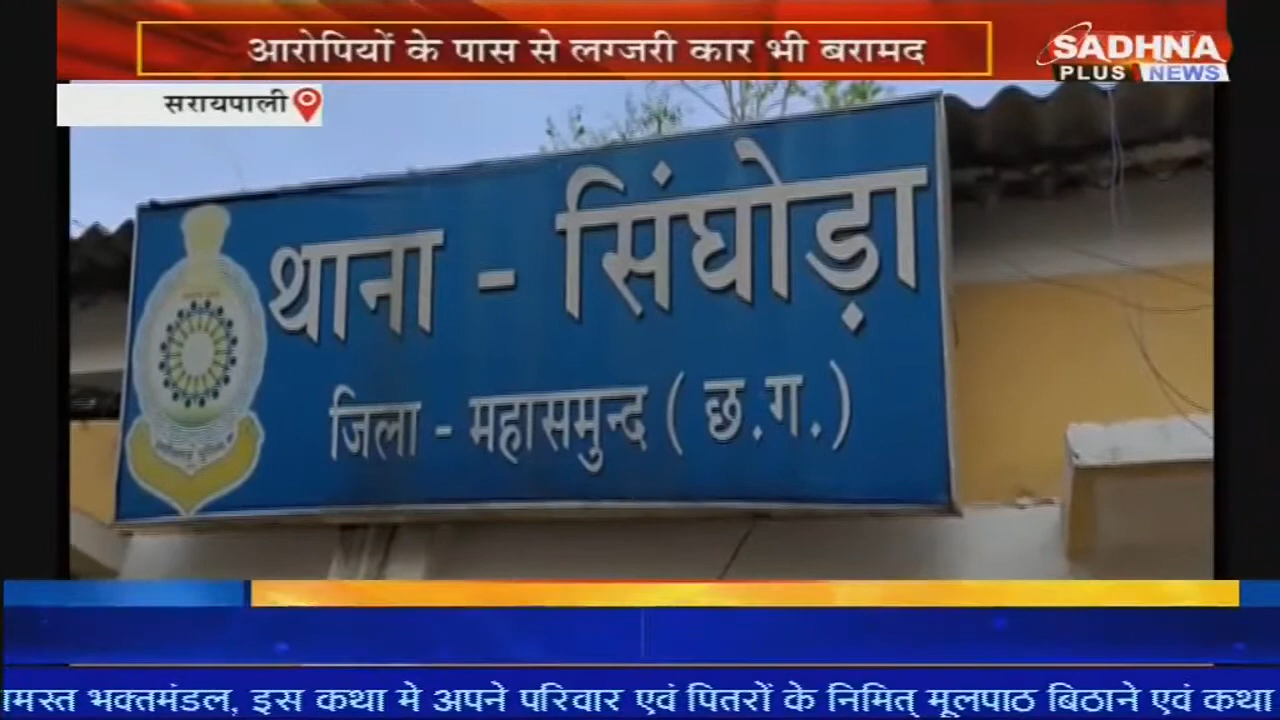 आरोपियों के पास से लग्जरी कार भी बरामद
SADHNA
PLUS NEWS
सरायपाली
थाना - सिंघोड़ा
जिला - महासमुन्द ( छ.ग.)
मस्त भक्तमंडल, इस कथा मे अपने परिवार एवं पितरों के निमित् मूलपाठ बिठाने एवं कथा